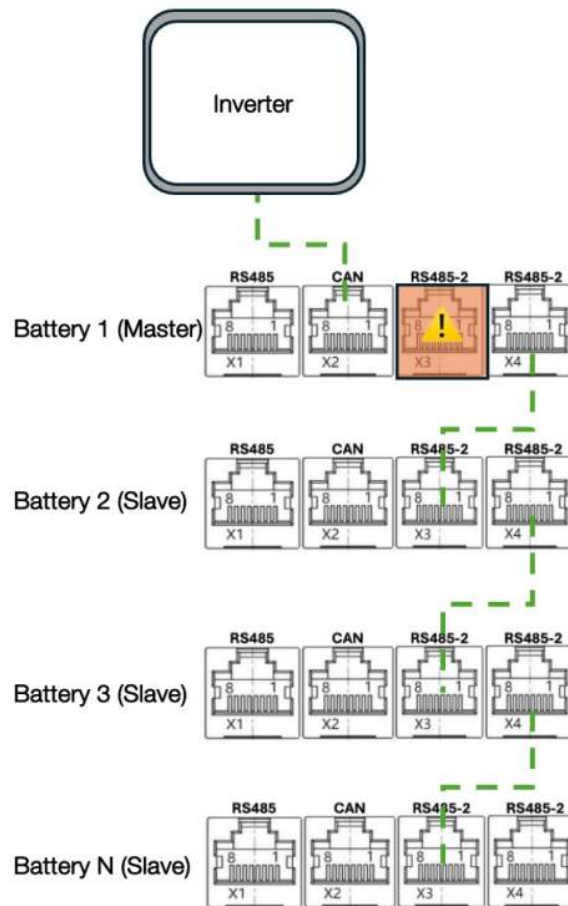 Inverter
RS485 CAN RS485-2 RS485-2
Battery 1 (Master)
8 1 8 1 8 1 8 1
X1 X2 X3 X4
RS485 CAN RS485-2 RS485-2
Battery 2 (Slave)
8 1 8 1 8 1 8 1
X1 X2 X3 X4
RS485 CAN RS485-2 RS485-2
Battery 3 (Slave)
8 1 8 1 8 1 8 1
X1 X2 X3 X4
RS485 CAN RS485-2 RS485-2
Battery N (Slave)
8 1 8 1 8 1 8 1
X1 X2 X3 X4